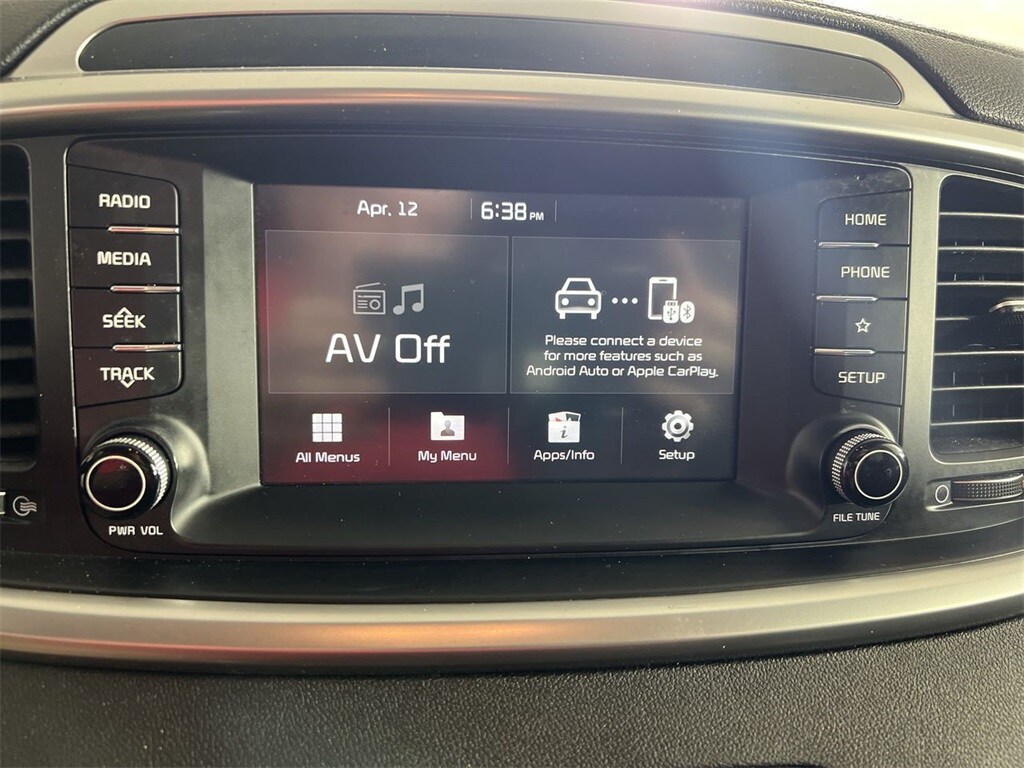 RADIO
MEDIA
SEEK
TRACK
PWR VOL
Apr. 12
6:38 PM
AV Off
Please connect a device
for more features such as
Android Auto or Apple CarPlay.
All Menus
My Menu
Apps/Info
Setup
HOME
PHONE
SETUP
FILE TUNE